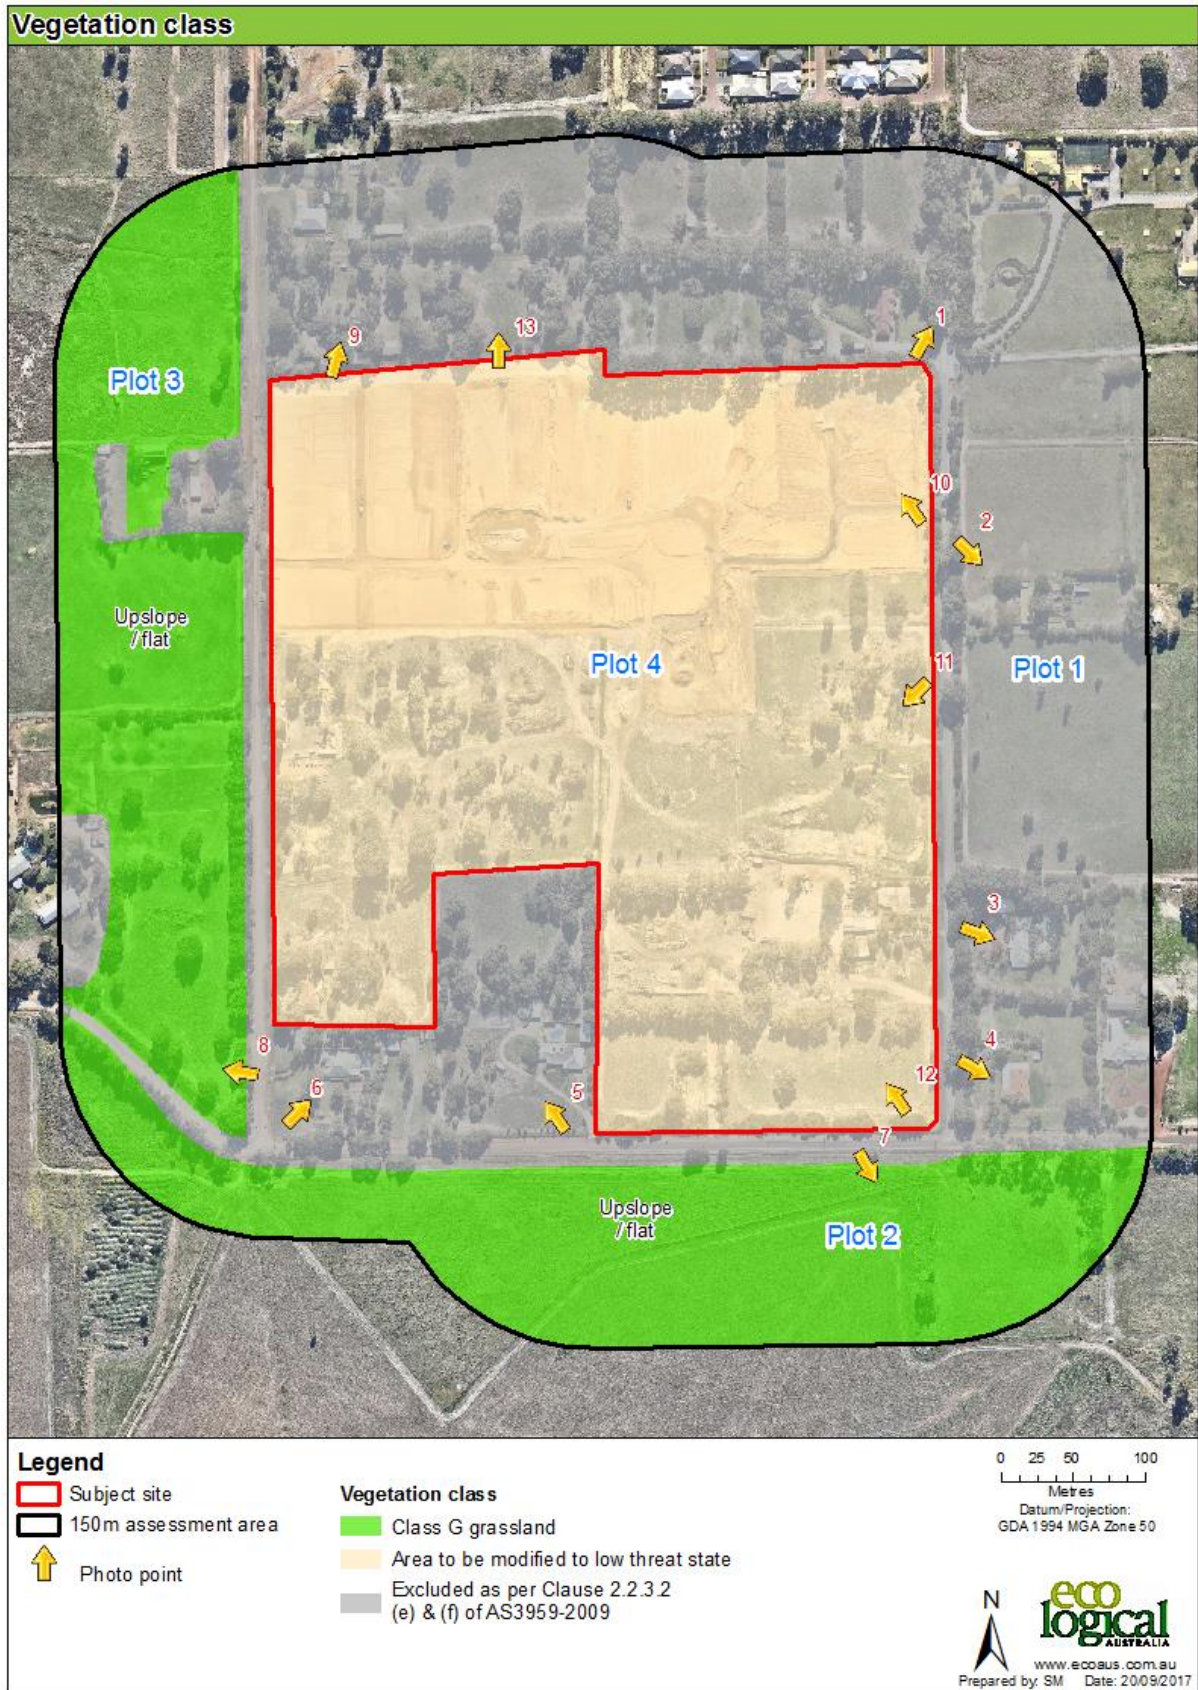 Vegetation class
9
13
1
Plot 3
10
2
Upslope
/ flat
Plot 4
11
Plot 1
3
8
6
5
12
4
7
Upslope
/ flat
Plot 2
Legend
Subject site
150m assessment area
Photo point
Vegetation class
Class G grassland
Area to be modified to low threat state
Excluded as per Clause 2.2.3.2
(e) & (f) of AS3959-2009
0 25 50 100
Metres
Datum/Projection:
GDA 1994 MGA Zone 50
N
eco
logical
AUSTRALIA
www.ecoaus.com.au
Prepared by: SM Date: 20/09/2017